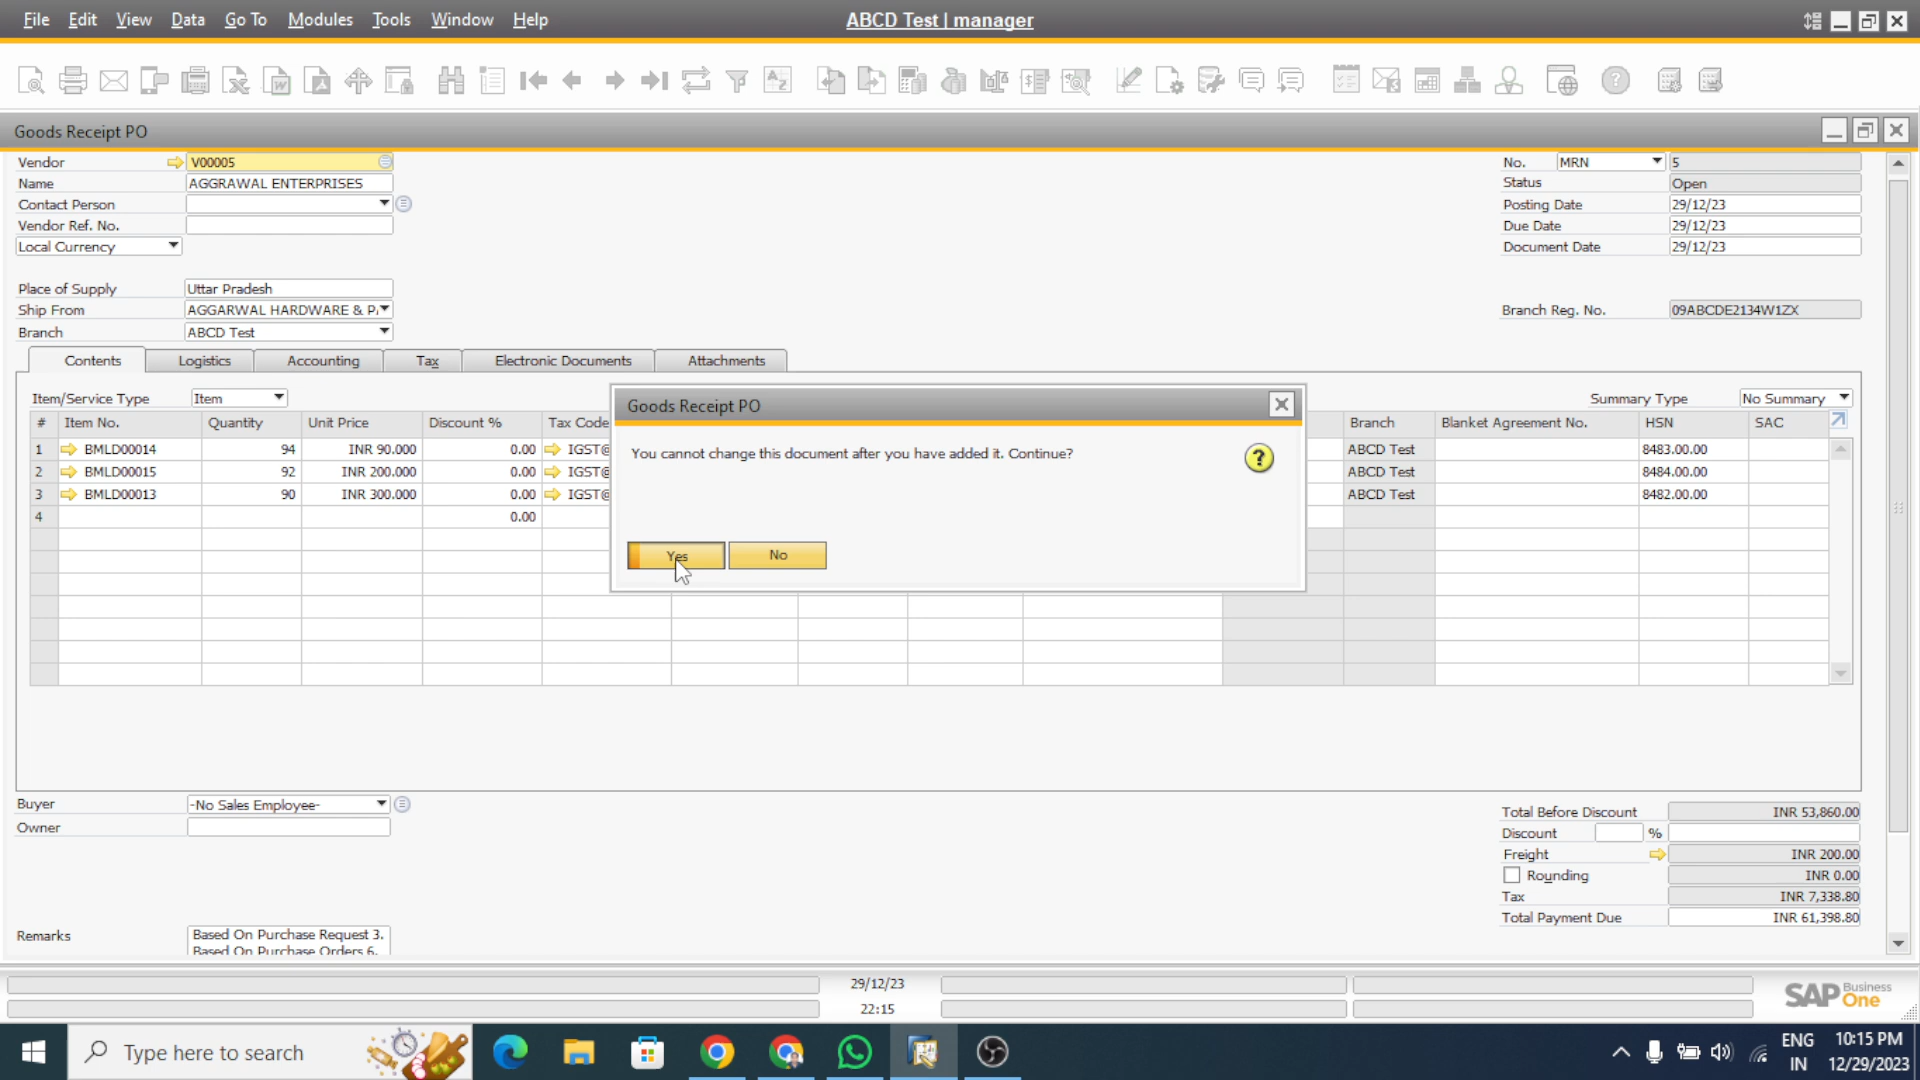 File Edit View Data Go To Modules Tools Window Help
ABCD Test | manager
Goods Receipt PO
Vendor V00005
Name AGGRAWAL ENTERPRISES
Contact Person
Vendor Ref. No.
Local Currency
Place of Supply Uttar Pradesh
Ship From AGGARWAL HARDWARE & P
Branch ABCD Test
No. MRN 5
Status Open
Posting Date 29/12/23
Due Date 29/12/23
Document Date 29/12/23
Branch Reg. No. 09ABCDE2134W1ZX
Contents Logistics Accounting Tax Electronic Documents Attachments
Item/Service Type Item
Summary Type No Summary
# Item No. Quantity Unit Price Discount % Tax Code Branch Blanket Agreement No. HSN SAC
1 BMLD00014 94 INR 90.000 0.00 IGST@ ABCD Test 8483.00.00
2 BMLD00015 92 INR 200.000 0.00 IGST@ ABCD Test 8484.00.00
3 BMLD00013 90 INR 300.000 0.00 IGST@ ABCD Test 8482.00.00
4 0.00
Goods Receipt PO
You cannot change this document after you have added it. Continue?
?
Yes No
Buyer -No Sales Employee-
Owner
Remarks Based On Purchase Request 3.
Based On Purchase Orders 6.
Total Before Discount INR 53,860.00
Discount %
Freight INR 200.00
Rounding INR 0.00
Tax INR 7,338.80
Total Payment Due INR 61,398.80
29/12/23
22:15
SAP Business One
Type here to search
ENG IN
10:15 PM
12/29/2023